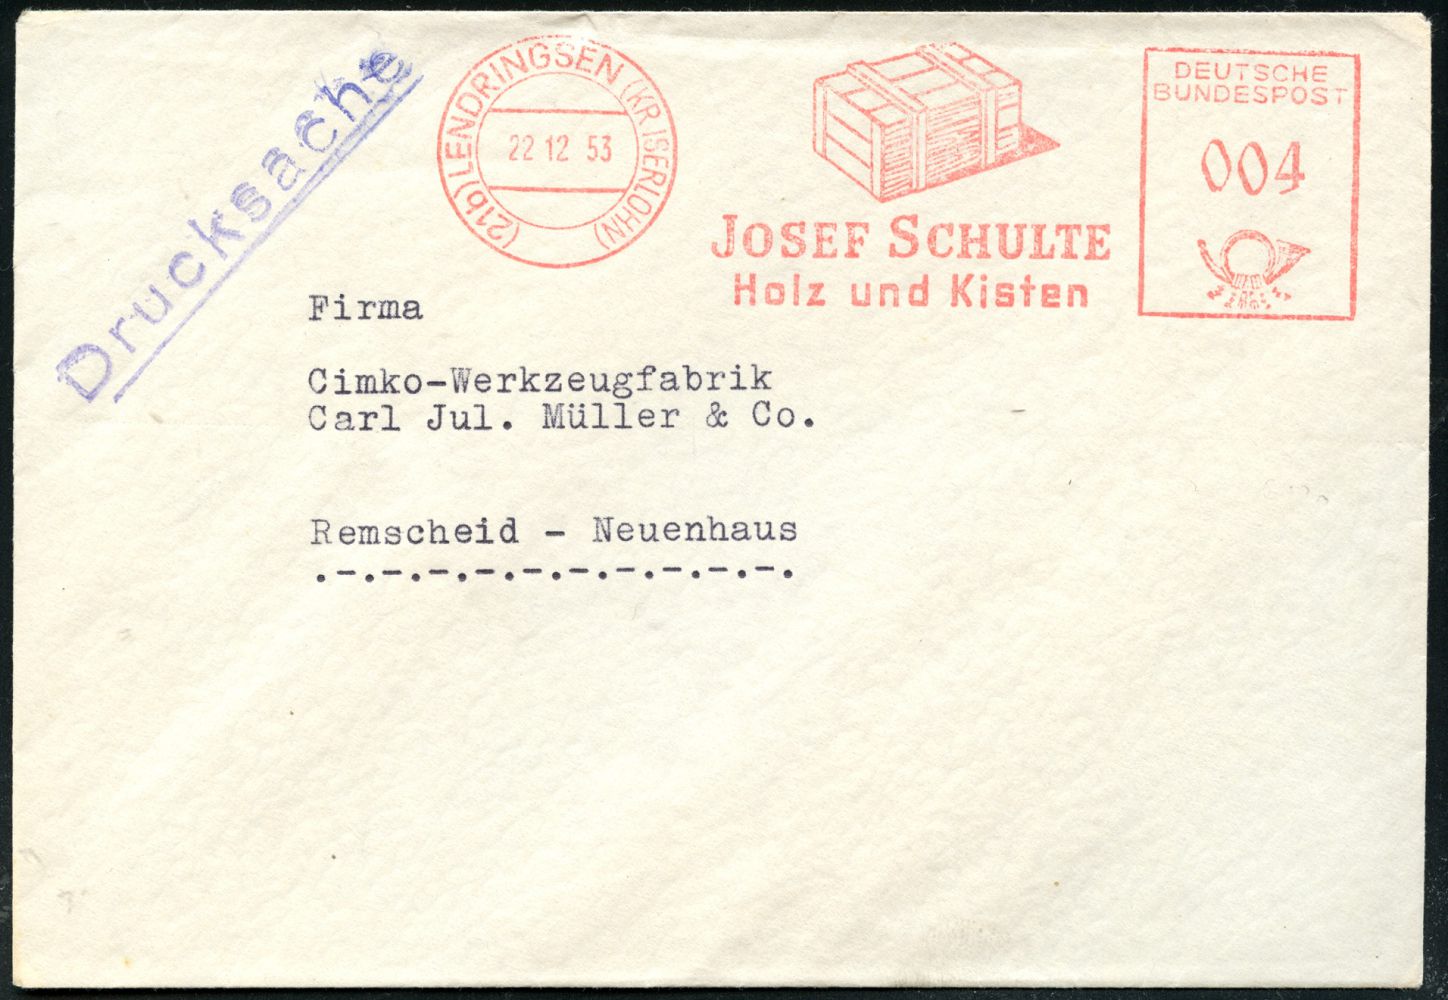 Drucksache
(21b) LENDRINGSEN (KR ISERLOHN)
22 12 53
JOSEF SCHULTE
Holz und Kisten
DEUTSCHE
BUNDESPOST
004
Firma
Cimko-Werkzeugfabrik
Carl Jul. Müller & Co.
Remscheid - Neuenhaus
.-.-.-.-.-.-.-.-.-.-.